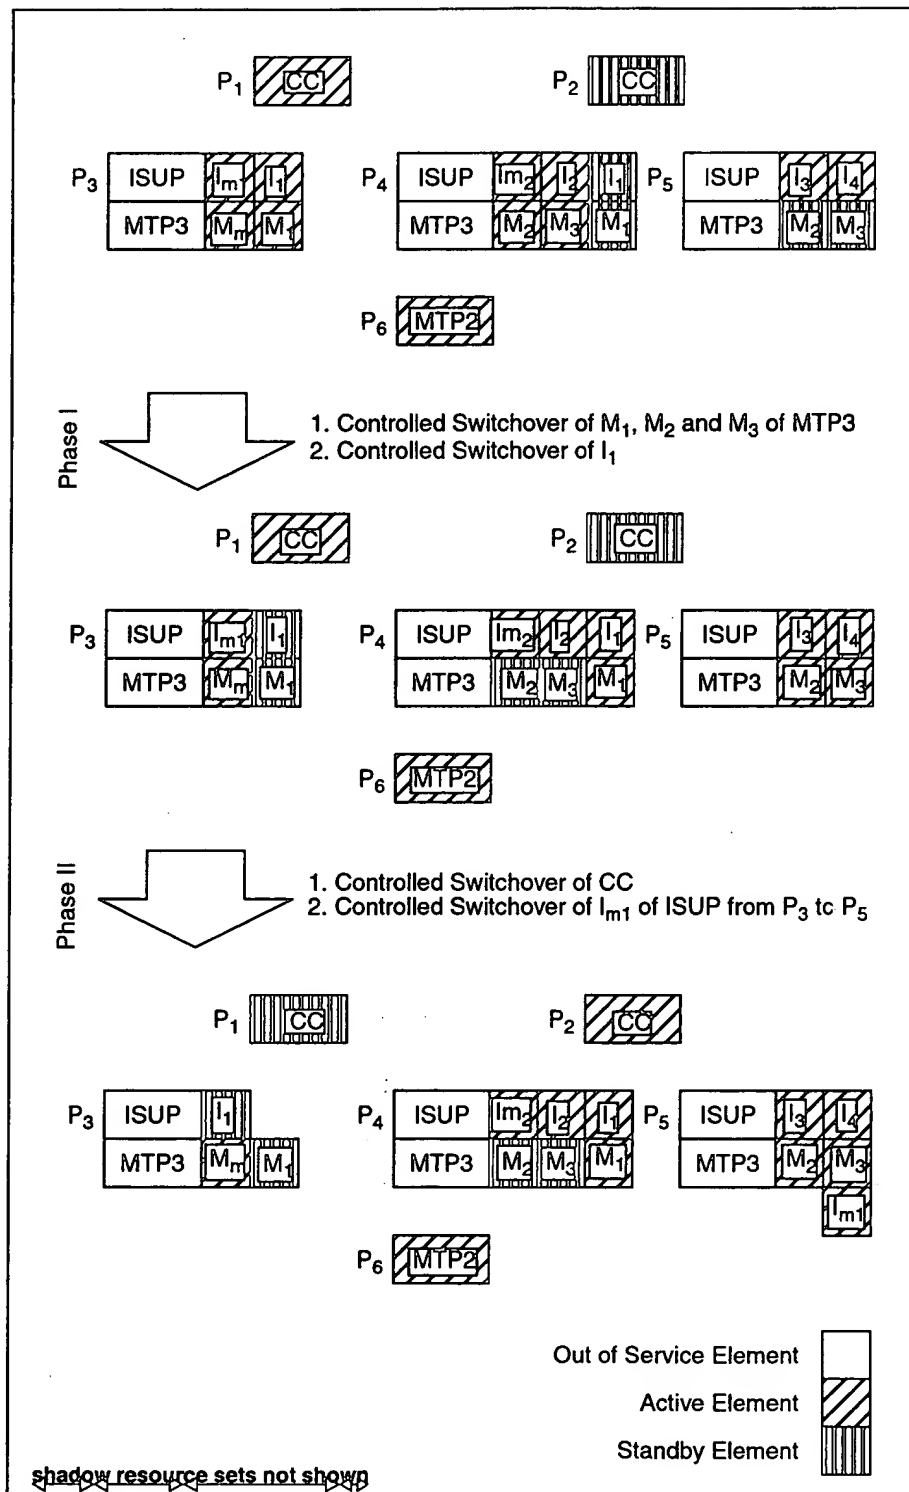 P1 CC P2 CC
P3 ISUP Im1 I1 P4 ISUP Im2 I2 I1 P5 ISUP I3 I4
MTP3 Mm M1 MTP3 M2 M3 M1 MTP3 M2 M3
P6 MTP2
Phase I
1. Controlled Switchover of M1, M2 and M3 of MTP3
2. Controlled Switchover of I1
P1 CC P2 CC
P3 ISUP Im1 I1 P4 ISUP Im2 I2 I1 P5 ISUP I3 I4
MTP3 Mm M1 MTP3 M2 M3 M1 MTP3 M2 M3
P6 MTP2
Phase II
1. Controlled Switchover of CC
2. Controlled Switchover of Im1 of ISUP from P3 tc P5
P1 CC P2 CC
P3 ISUP I1 P4 ISUP Im2 I2 I1 P5 ISUP I3 I4
MTP3 Mm M1 MTP3 M2 M3 M1 MTP3 M2 M3
Im1
P6 MTP2
Out of Service Element
Active Element
Standby Element
shadow resource sets not shown